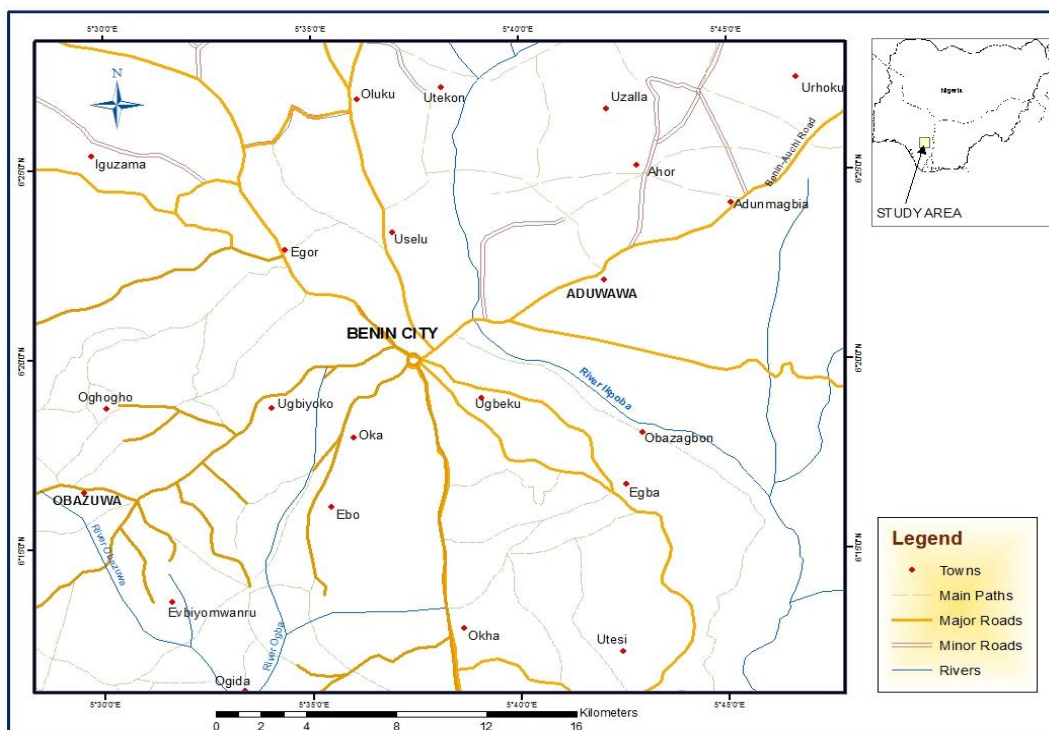 5°30'0"E 5°35'0"E 5°40'0"E 5°45'0"E
N
Oluku
Utekon
Uzalla
Urhoku
Iguzama
Ahor
Benin-Auchi Road
Adunmagbia
Uselu
Egor
ADUWAWA
BENIN CITY
River Ikpoba
Oghogho
Ugbiyoko
Ugbeku
Oka
Obazagbon
OBAZUWA
Egba
Ebo
River Obazuwa
Evbiyomwanru
River Ogba
Okha
Utesi
Ogida
6°25'0"N
6°20'0"N
6°15'0"N
6°25'0"N
6°20'0"N
6°15'0"N
5°30'0"E 5°35'0"E 5°40'0"E 5°45'0"E
Kilometers
0 2 4 8 12 16
Nigeria
STUDY AREA
Legend
Towns
Main Paths
Major Roads
Minor Roads
Rivers